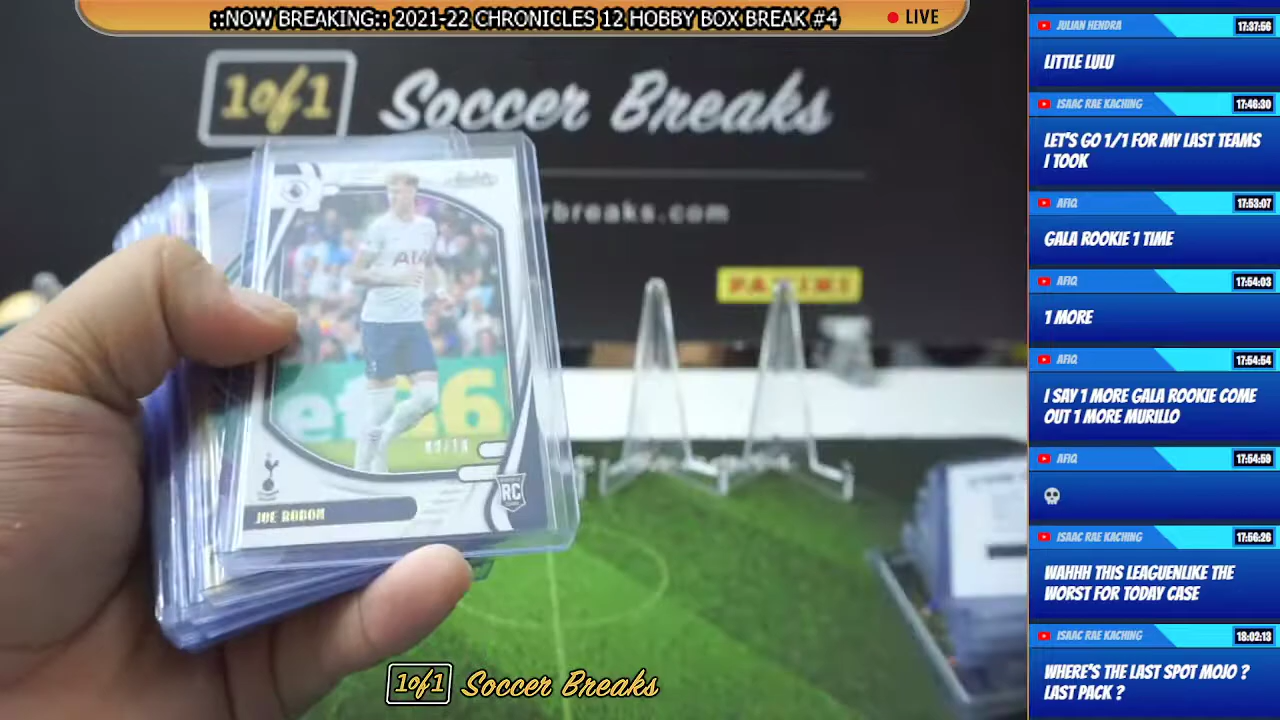 ::NOW BREAKING:: 2021-22 CHRONICLES 12 HOBBY BOX BREAK #4
LIVE
1of1 Soccer Breaks
rbreaks.com
PANINI
AIA
RC
JOE RODON
1of1 Soccer Breaks
JULIAN HENDRA 17:37:56
LITTLE LULU
ISAAC RAE KACHING 17:46:30
LET'S GO 1/1 FOR MY LAST TEAMS
I TOOK
AFIQ 17:53:07
GALA ROOKIE 1 TIME
AFIQ 17:54:03
1 MORE
AFIQ 17:54:54
I SAY 1 MORE GALA ROOKIE COME
OUT 1 MORE MURILLO
AFIQ 17:54:59
💀
ISAAC RAE KACHING 17:56:26
WAHHH THIS LEAGUENLIKE THE
WORST FOR TODAY CASE
ISAAC RAE KACHING 18:02:13
WHERE'S THE LAST SPOT MOJO ?
LAST PACK ?